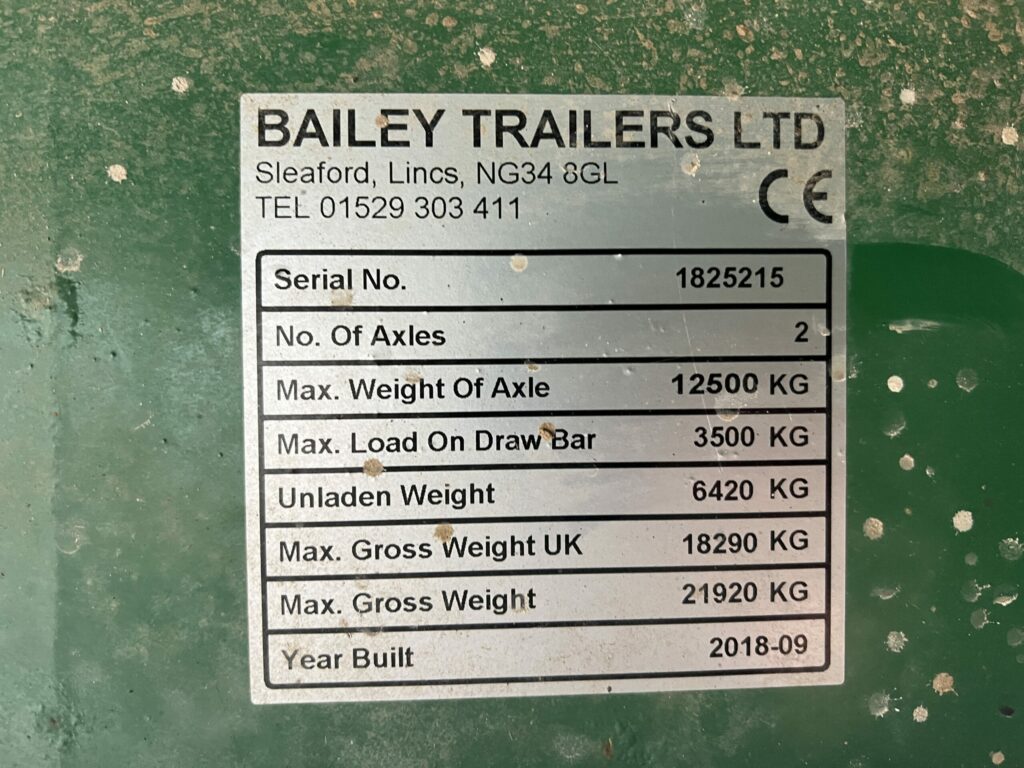 BAILEY TRAILERS LTD
Sleaford, Lincs, NG34 8GL
TEL 01529 303 411
CE
Serial No. 1825215
No. Of Axles 2
Max. Weight Of Axle 12500 KG
Max. Load On Draw Bar 3500 KG
Unladen Weight 6420 KG
Max. Gross Weight UK 18290 KG
Max. Gross Weight 21920 KG
Year Built 2018-09